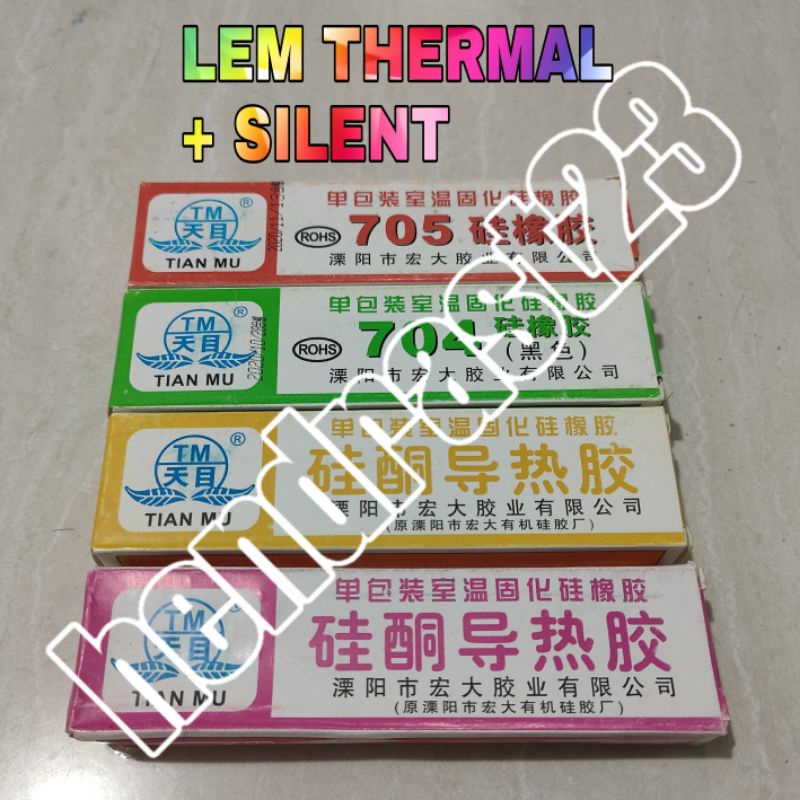 LEM THERMAL
+ SILENT
TM
天目
®
TIAN MU
单包装室温固化硅橡胶
ROHS
705 硅橡胶
溧阳市宏大胶业有限公司
TM
天目
®
TIAN MU
单包装室温固化硅橡胶
ROHS
704 硅橡胶
(黑色)
溧阳市宏大胶业有限公司
TM
天目
®
TIAN MU
单包装室温固化硅橡胶
硅酮导热胶
溧阳市宏大胶业有限公司
(原溧阳市宏大有机硅胶厂)
TM
天目
®
TIAN MU
单包装室温固化硅橡胶
硅酮导热胶
溧阳市宏大胶业有限公司
(原溧阳市宏大有机硅胶厂)
hendrast123